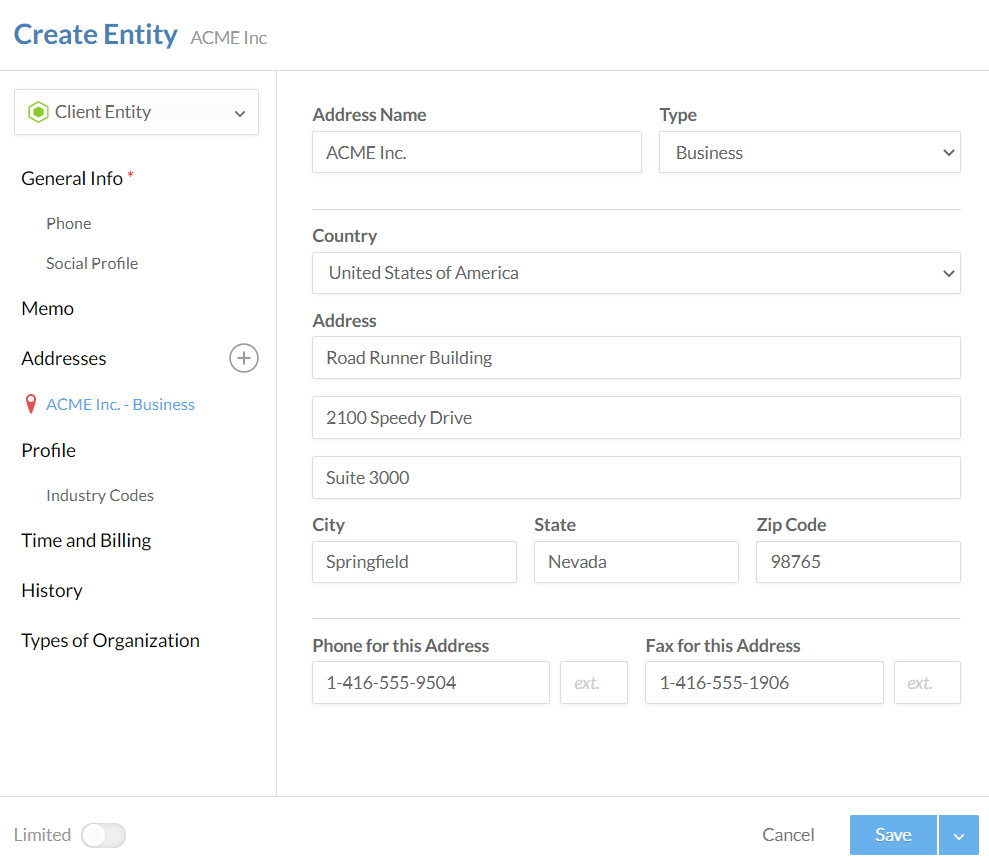 Create Entity ACME Inc
Client Entity
General Info *
Phone
Social Profile
Memo
Addresses
ACME Inc. - Business
Profile
Industry Codes
Time and Billing
History
Types of Organization
Address Name Type
ACME Inc. Business
Country
United States of America
Address
Road Runner Building
2100 Speedy Drive
Suite 3000
City State Zip Code
Springfield Nevada 98765
Phone for this Address Fax for this Address
1-416-555-9504 ext. 1-416-555-1906 ext.
Limited Cancel Save